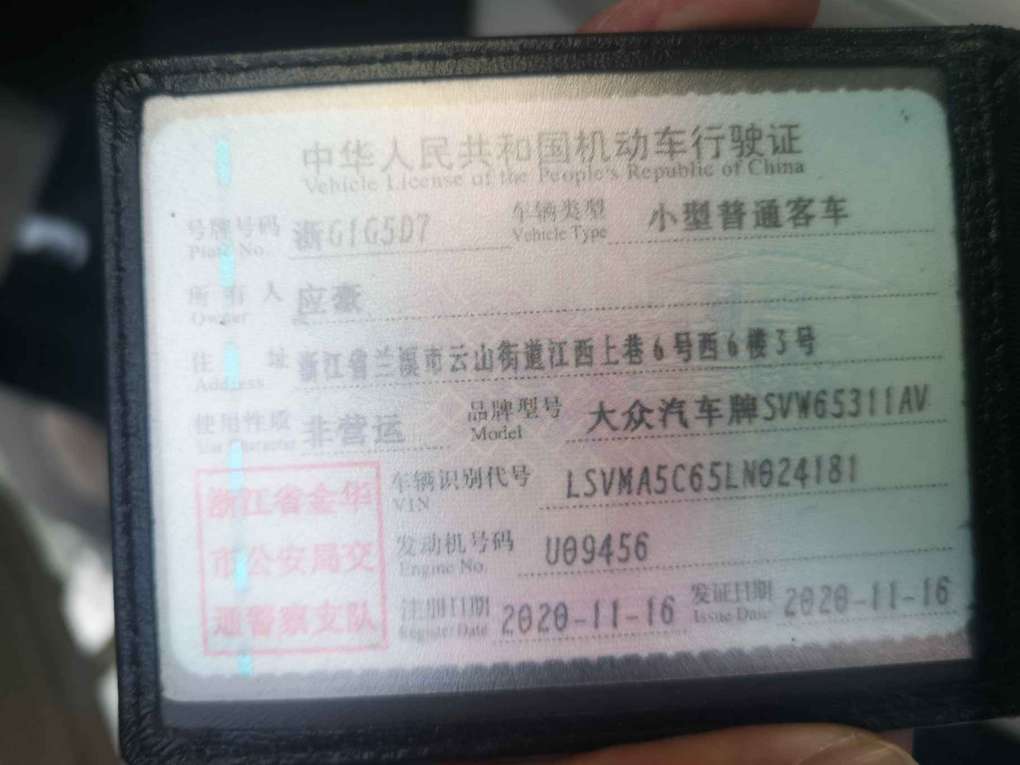 中华人民共和国机动车行驶证
Vehicle License of the People's Republic of China
号牌号码 浙G1G5D7 车辆类型 小型普通客车
Plate No. Vehicle Type
所有人 应豪
Owner
住址 浙江省兰溪市云山街道江西上巷6号西6楼3号
Address
使用性质 非营运 品牌型号 大众汽车牌SVW65311AV
Use Character Model
浙江省金华
市公安局交
通警察支队
车辆识别代号 LSVMA5C65LN024181
VIN
发动机号码 U09456
Engine No.
注册日期 2020-11-16 发证日期 2020-11-16
Register Date Issue Date